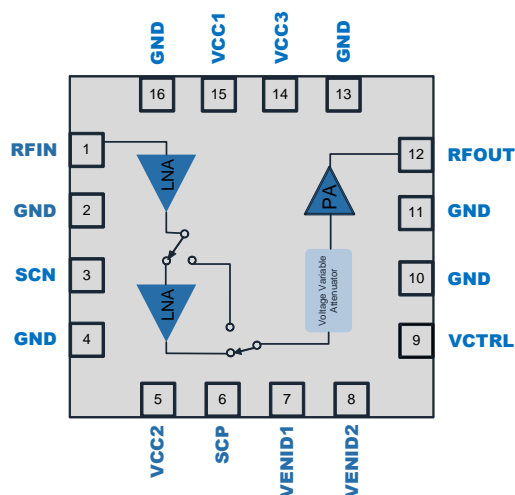 GND
VCC1
VCC3
GND
16
15
14
13
RFIN
1
12
RFOUT
LNA
PA
GND
2
11
GND
SCN
3
10
GND
Voltage Variable
Attenuator
LNA
GND
4
9
VCTRL
5
6
7
8
VCC2
SCP
VENID1
VENID2